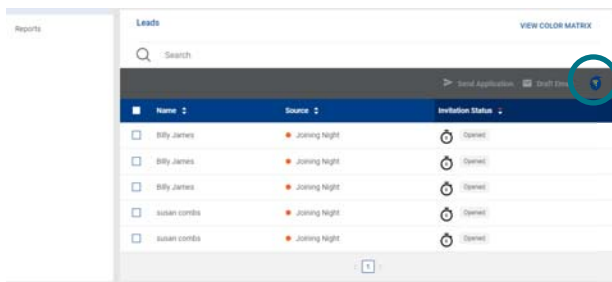 Reports
Leads
VIEW COLOR MATRIX
Search
Send Application Draft Email
Name Source Invitation Status
Billy James Joining Night Opened
Billy James Joining Night Opened
Billy James Joining Night Opened
susan combs Joining Night Opened
susan combs Joining Night Opened
1